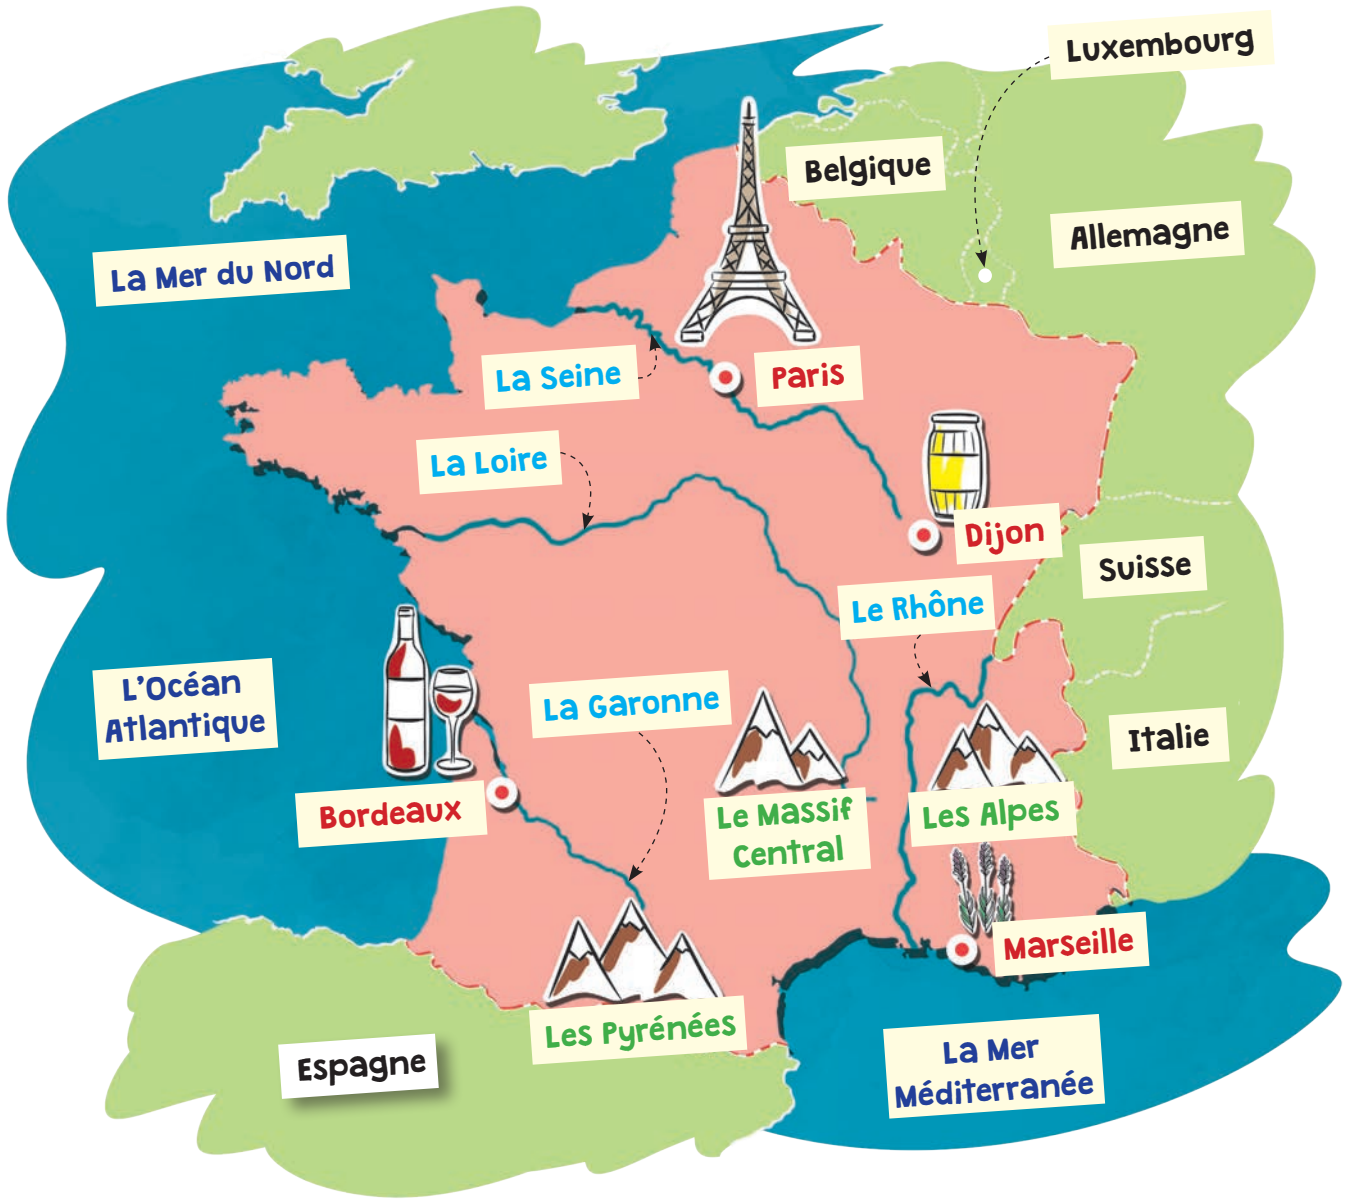 Luxembourg
Belgique
Allemagne
La Mer du Nord
La Seine
Paris
La Loire
Dijon
Suisse
Le Rhône
L'Océan
Atlantique
La Garonne
Italie
Bordeaux
Le Massif
Central
Les Alpes
Marseille
Les Pyrénées
Espagne
La Mer
Méditerranée